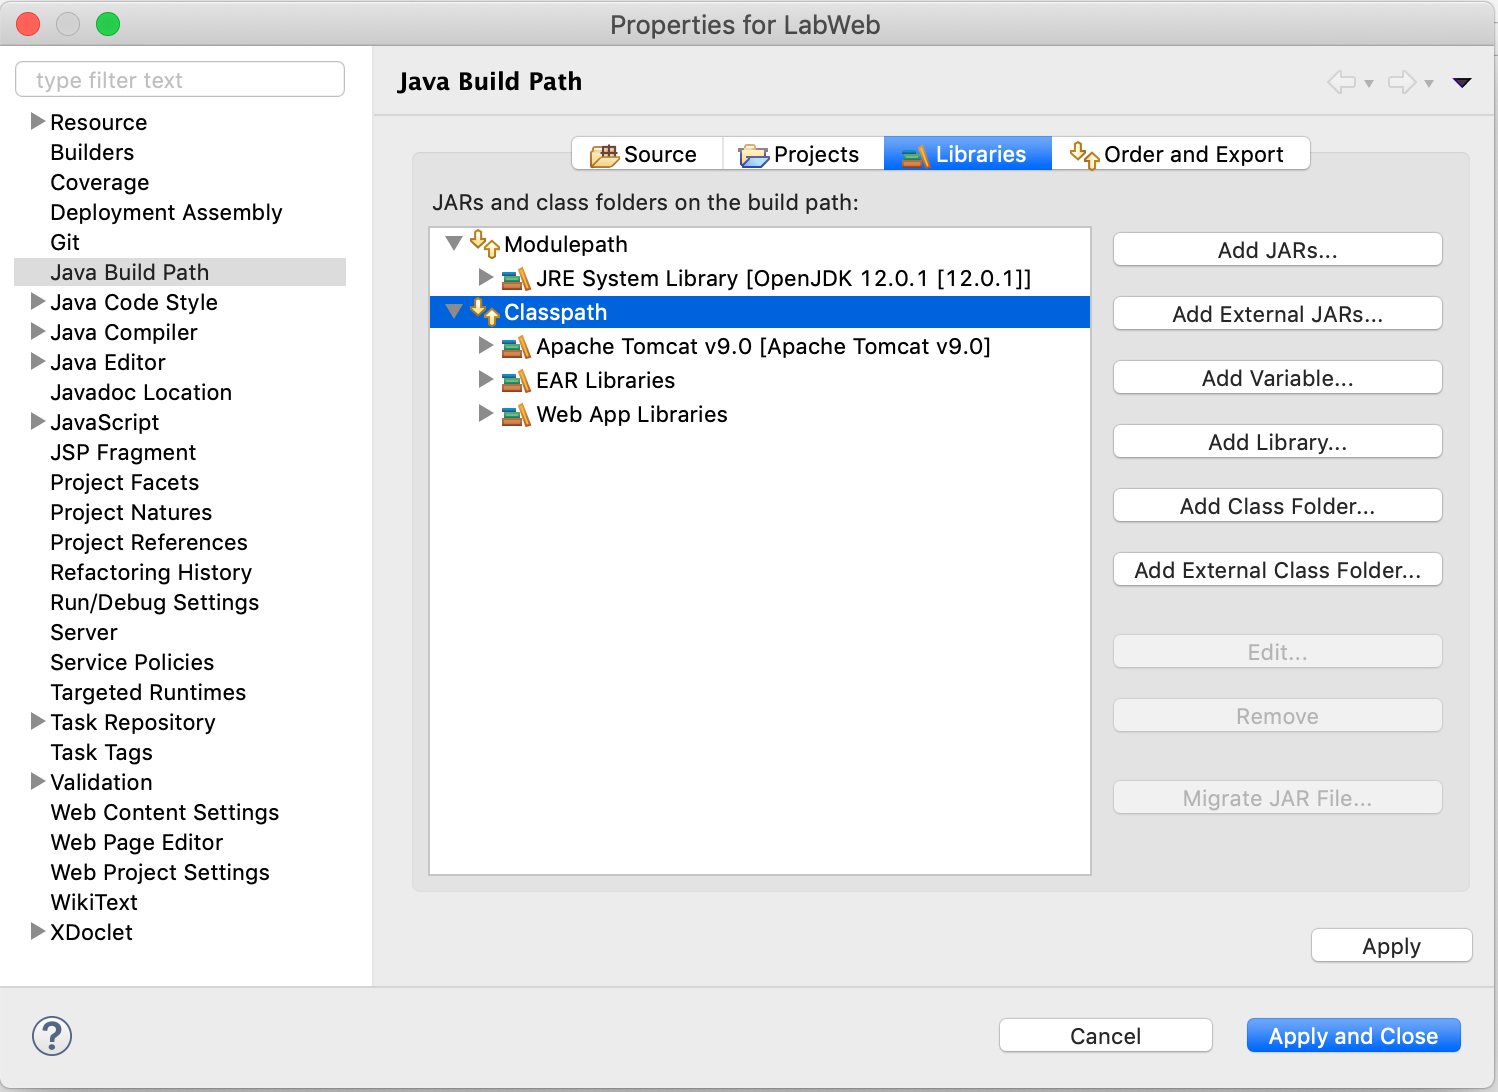 Properties for LabWeb
type filter text
Resource
Builders
Coverage
Deployment Assembly
Git
Java Build Path
Java Code Style
Java Compiler
Java Editor
Javadoc Location
JavaScript
JSP Fragment
Project Facets
Project Natures
Project References
Refactoring History
Run/Debug Settings
Server
Service Policies
Targeted Runtimes
Task Repository
Task Tags
Validation
Web Content Settings
Web Page Editor
Web Project Settings
WikiText
XDoclet
Java Build Path
Source Projects Libraries Order and Export
JARs and class folders on the build path:
Modulepath
JRE System Library [OpenJDK 12.0.1 [12.0.1]]
Classpath
Apache Tomcat v9.0 [Apache Tomcat v9.0]
EAR Libraries
Web App Libraries
Add JARs...
Add External JARs...
Add Variable...
Add Library...
Add Class Folder...
Add External Class Folder...
Edit...
Remove
Migrate JAR File...
Apply
?
Cancel
Apply and Close